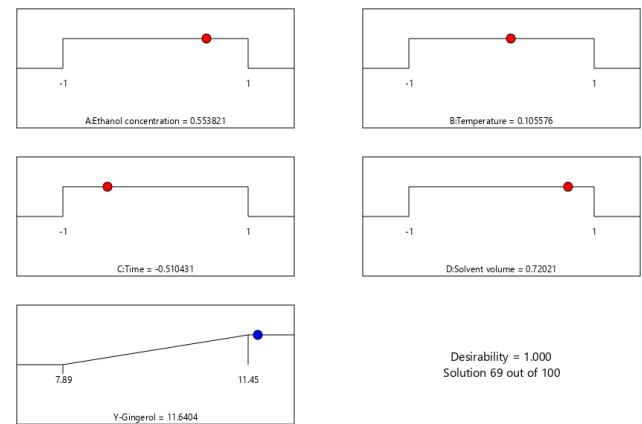 -1
1
A:Ethanol concentration = 0.553821
-1
1
B:Temperature = 0.105576
-1
1
C:Time = -0.510431
-1
1
D:Solvent volume = 0.72021
7.89
11.45
Y-Gingerol = 11.6404
Desirability = 1.000
Solution 69 out of 100